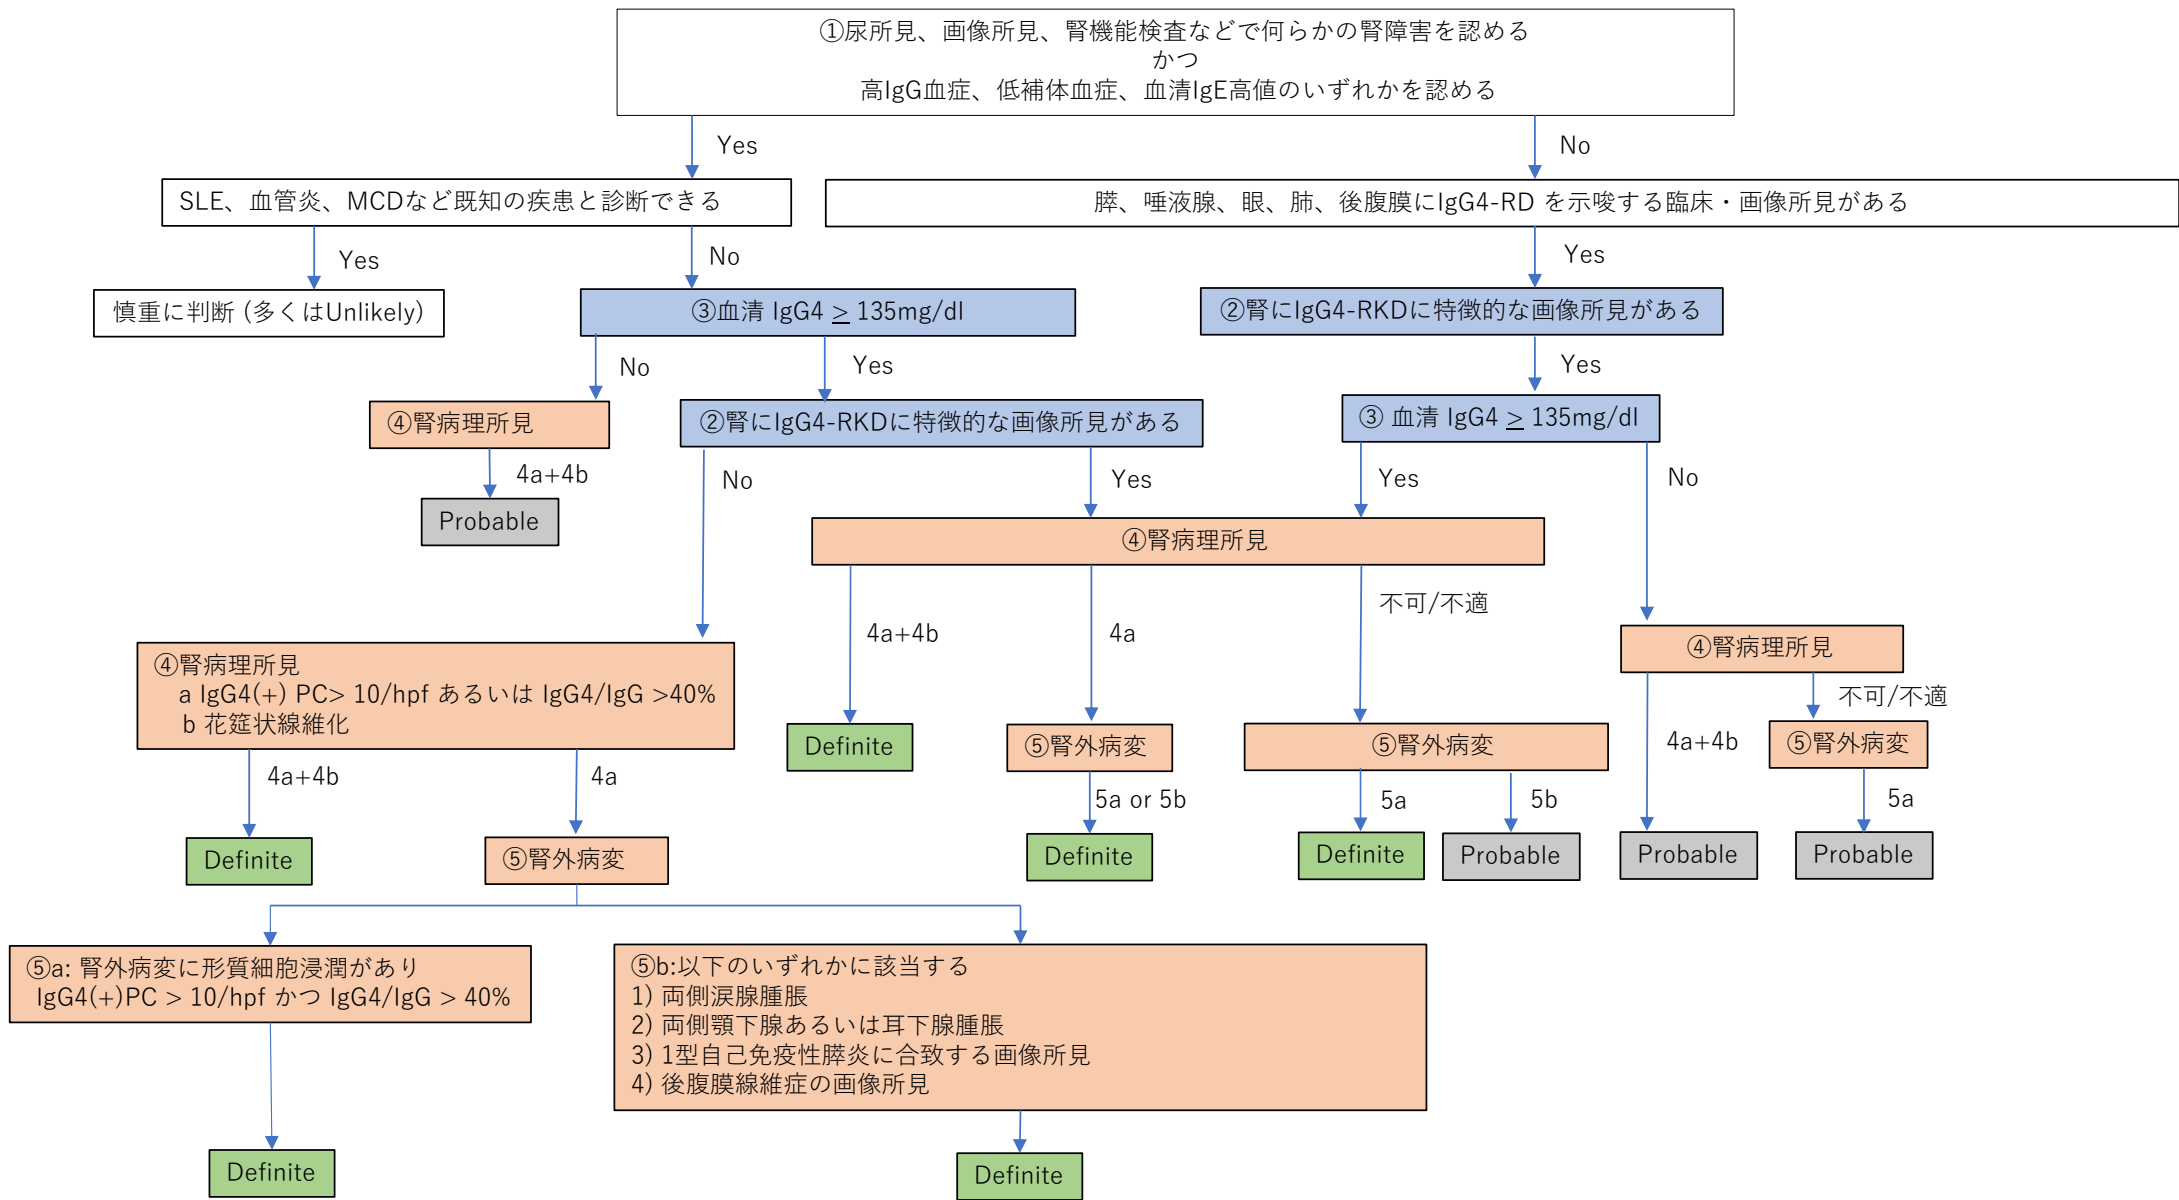 ①尿所見、画像所見、腎機能検査などで何らかの腎障害を認める
かつ
高IgG血症、低補体血症、血清IgE高値のいずれかを認める
Yes
No
SLE、血管炎、MCDなど既知の疾患と診断できる
膵、唾液腺、眼、肺、後腹膜にIgG4-RD を示唆する臨床・画像所見がある
Yes
No
Yes
慎重に判断 (多くはUnlikely)
③血清 IgG4 ≥ 135mg/dl
②腎にIgG4-RKDに特徴的な画像所見がある
No
Yes
Yes
④腎病理所見
②腎にIgG4-RKDに特徴的な画像所見がある
③ 血清 IgG4 ≥ 135mg/dl
4a+4b
No
Yes
Yes
No
Probable
④腎病理所見
4a+4b
4a
不可/不適
④腎病理所見
④腎病理所見
a IgG4(+) PC> 10/hpf あるいは IgG4/IgG >40%
b 花筵状線維化
4a+4b
不可/不適
Definite
⑤腎外病変
⑤腎外病変
⑤腎外病変
4a+4b
4a
5a or 5b
5a
5b
5a
Definite
⑤腎外病変
Definite
Definite
Probable
Probable
Probable
⑤a: 腎外病変に形質細胞浸潤があり
IgG4(+)PC > 10/hpf かつ IgG4/IgG > 40%
⑤b:以下のいずれかに該当する
1) 両側涙腺腫脹
2) 両側顎下腺あるいは耳下腺腫脹
3) 1型自己免疫性膵炎に合致する画像所見
4) 後腹膜線維症の画像所見
Definite
Definite